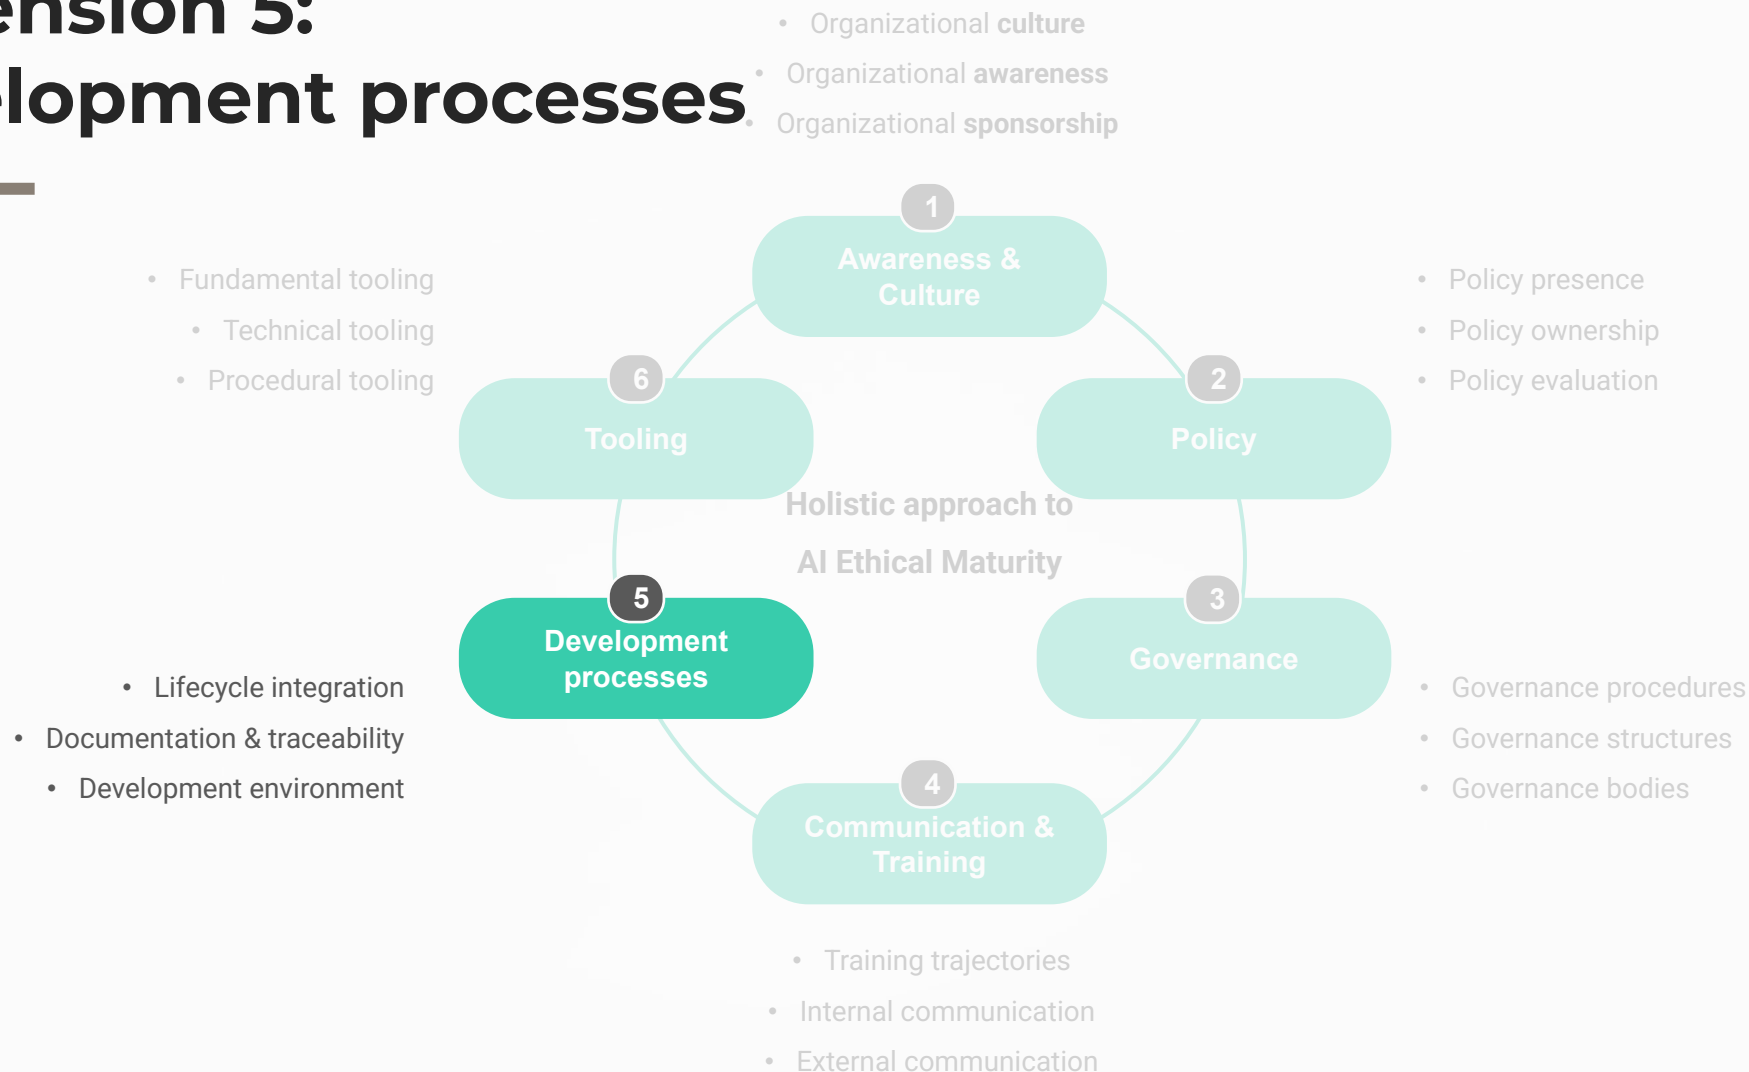 ension 5:
elopment processes
• Organizational culture
• Organizational awareness
• Organizational sponsorship
1
Awareness &
Culture
• Fundamental tooling
• Technical tooling
• Procedural tooling
6
Tooling
2
Policy
• Policy presence
• Policy ownership
• Policy evaluation
Holistic approach to
AI Ethical Maturity
5
Development
processes
• Lifecycle integration
• Documentation & traceability
• Development environment
3
Governance
• Governance procedures
• Governance structures
• Governance bodies
4
Communication &
Training
• Training trajectories
• Internal communication
• External communication